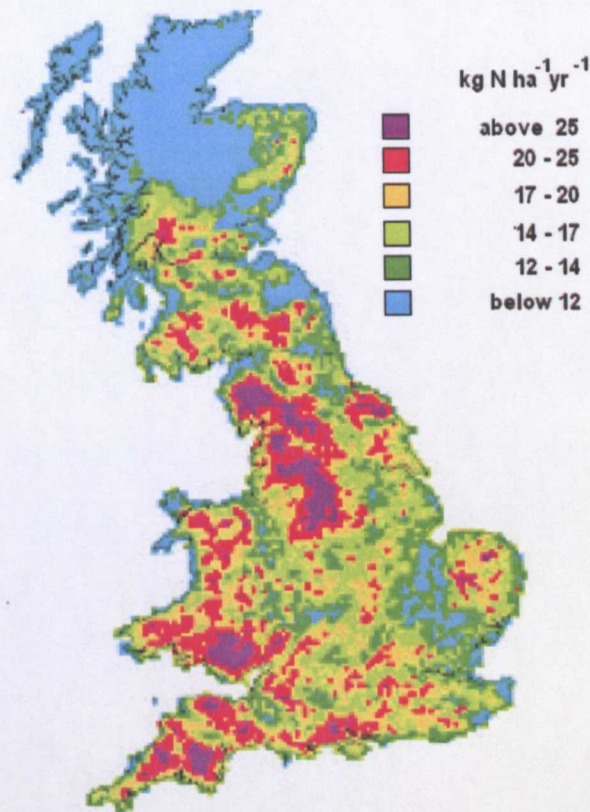 kg N ha⁻¹ yr⁻¹
above 25
20 - 25
17 - 20
14 - 17
12 - 14
below 12